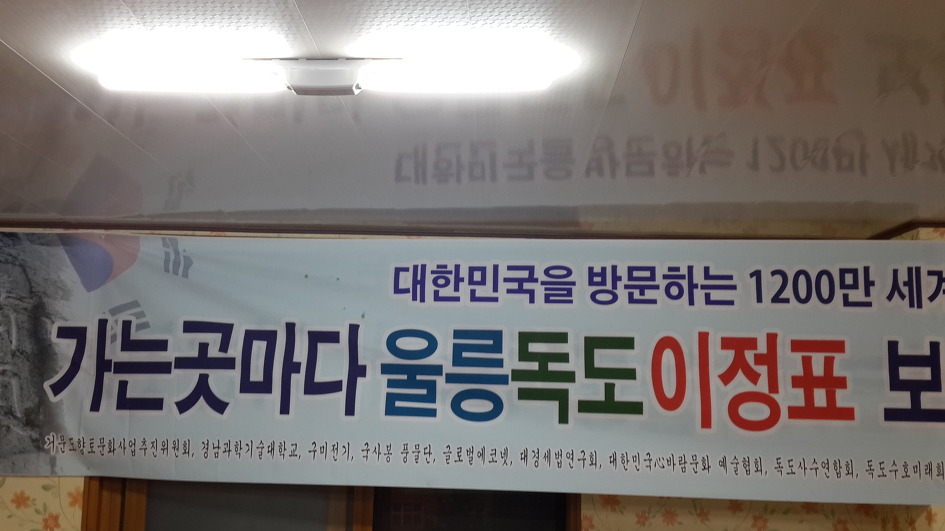 대한민국을 방문하는 1200만 세계
가는곳마다 울릉독도이정표 보
거문도향토문화사업추진위원회, 경남과학기술대학교, 구미전기, 국사봉 풍물단, 글로벌에코넷, 대경세법연구회, 대한민국心바람문화 예술협회, 독도사수연합회, 독도수호미래회